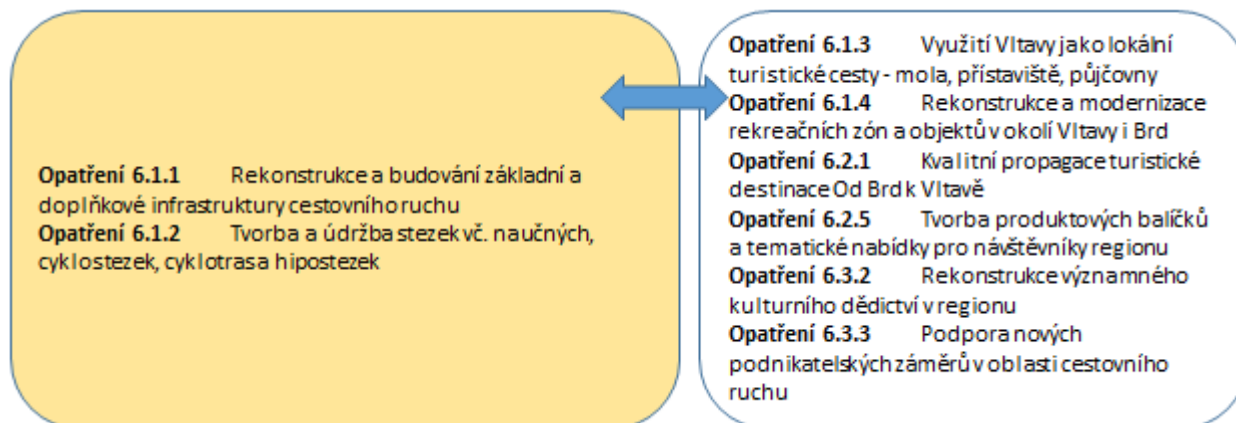 Opatření 6.1.1 Rekonstrukce a budování základní a
doplňkové infrastruktury cestovního ruchu
Opatření 6.1.2 Tvorba a údržba stezek vč. naučných,
cyklostezek, cyklotras a hipostezek
Opatření 6.1.3 Využití Vltavy jako lokální
turistické cesty - mola, přístaviště, půjčovny
Opatření 6.1.4 Rekonstrukce a modernizace
rekreačních zón a objektů v okolí Vltavy i Brd
Opatření 6.2.1 Kvalitní propagace turistické
destinace Od Brd k Vltavě
Opatření 6.2.5 Tvorba produktových balíčků
a tematické nabídky pro návštěvníky regionu
Opatření 6.3.2 Rekonstrukce významného
kulturního dědictví v regionu
Opatření 6.3.3 Podpora nových
podnikatelských záměrů v oblasti cestovního
ruchu